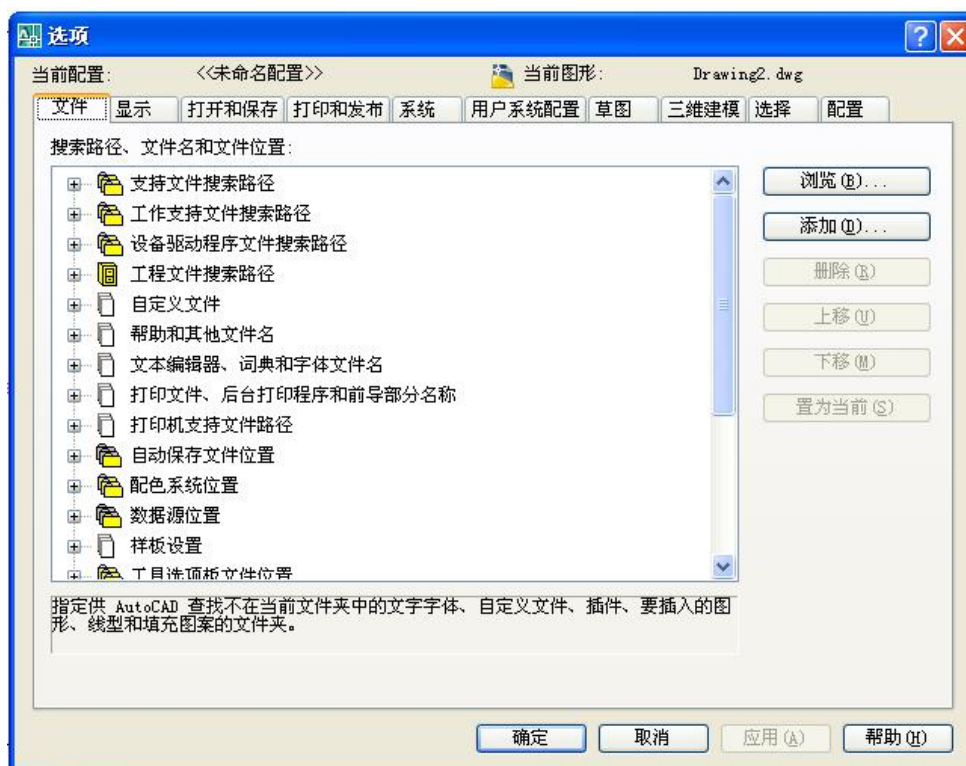 选项
当前配置: <<未命名配置>> 当前图形: Drawing2.dwg
文件 显示 打开和保存 打印和发布 系统 用户系统配置 草图 三维建模 选择 配置
搜索路径、文件名和文件位置:
支持文件搜索路径
工作支持文件搜索路径
设备驱动程序文件搜索路径
工程文件搜索路径
自定义文件
帮助和其他文件名
文本编辑器、词典和字体文件名
打印文件、后台打印程序和前导部分名称
打印机支持文件路径
自动保存文件位置
配色系统位置
数据源位置
样板设置
工具选项板文件位置
浏览(B)...
添加(D)...
删除(R)
上移(U)
下移(M)
置为当前(S)
指定供 AutoCAD 查找不在当前文件夹中的文字字体、自定义文件、插件、要插入的图
形、线型和填充图案的文件夹。
确定 取消 应用(A) 帮助(H)